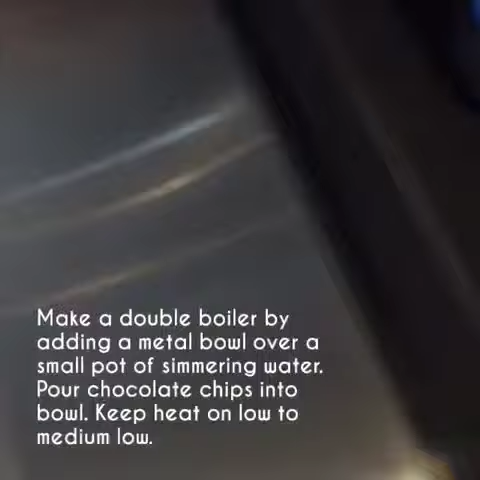 Make a double boiler by
adding a metal bowl over a
small pot of simmering water.
Pour chocolate chips into
bowl. Keep heat on low to
medium low.